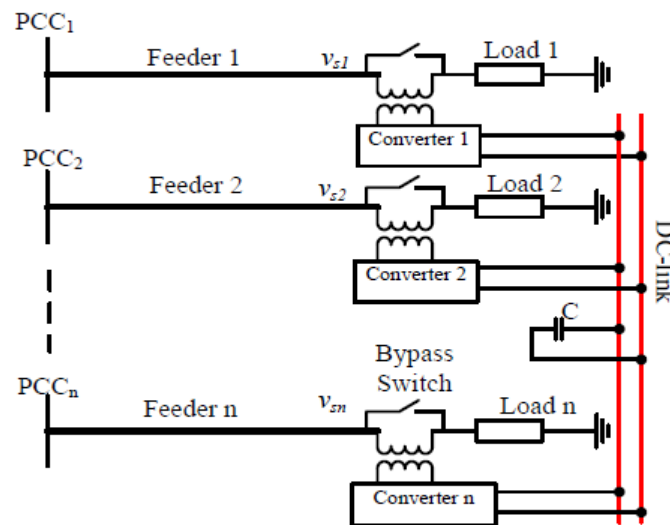 PCC₁
Feeder 1
vₛ₁
Load 1
Converter 1
PCC₂
Feeder 2
vₛ₂
Load 2
Converter 2
DC-link
C
Bypass
Switch
PCCₙ
Feeder n
vₛₙ
Load n
Converter n